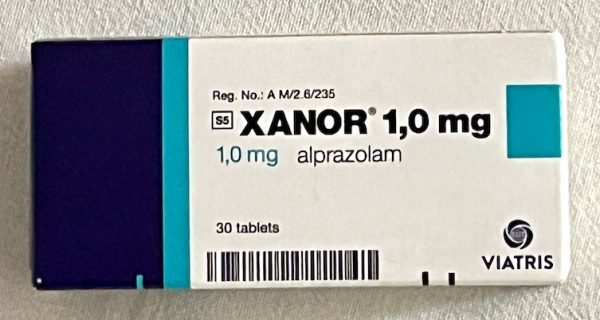 Reg. No.: A M/2.6/235
S5 XANOR® 1,0 mg
1,0 mg alprazolam
30 tablets
VIATRIS